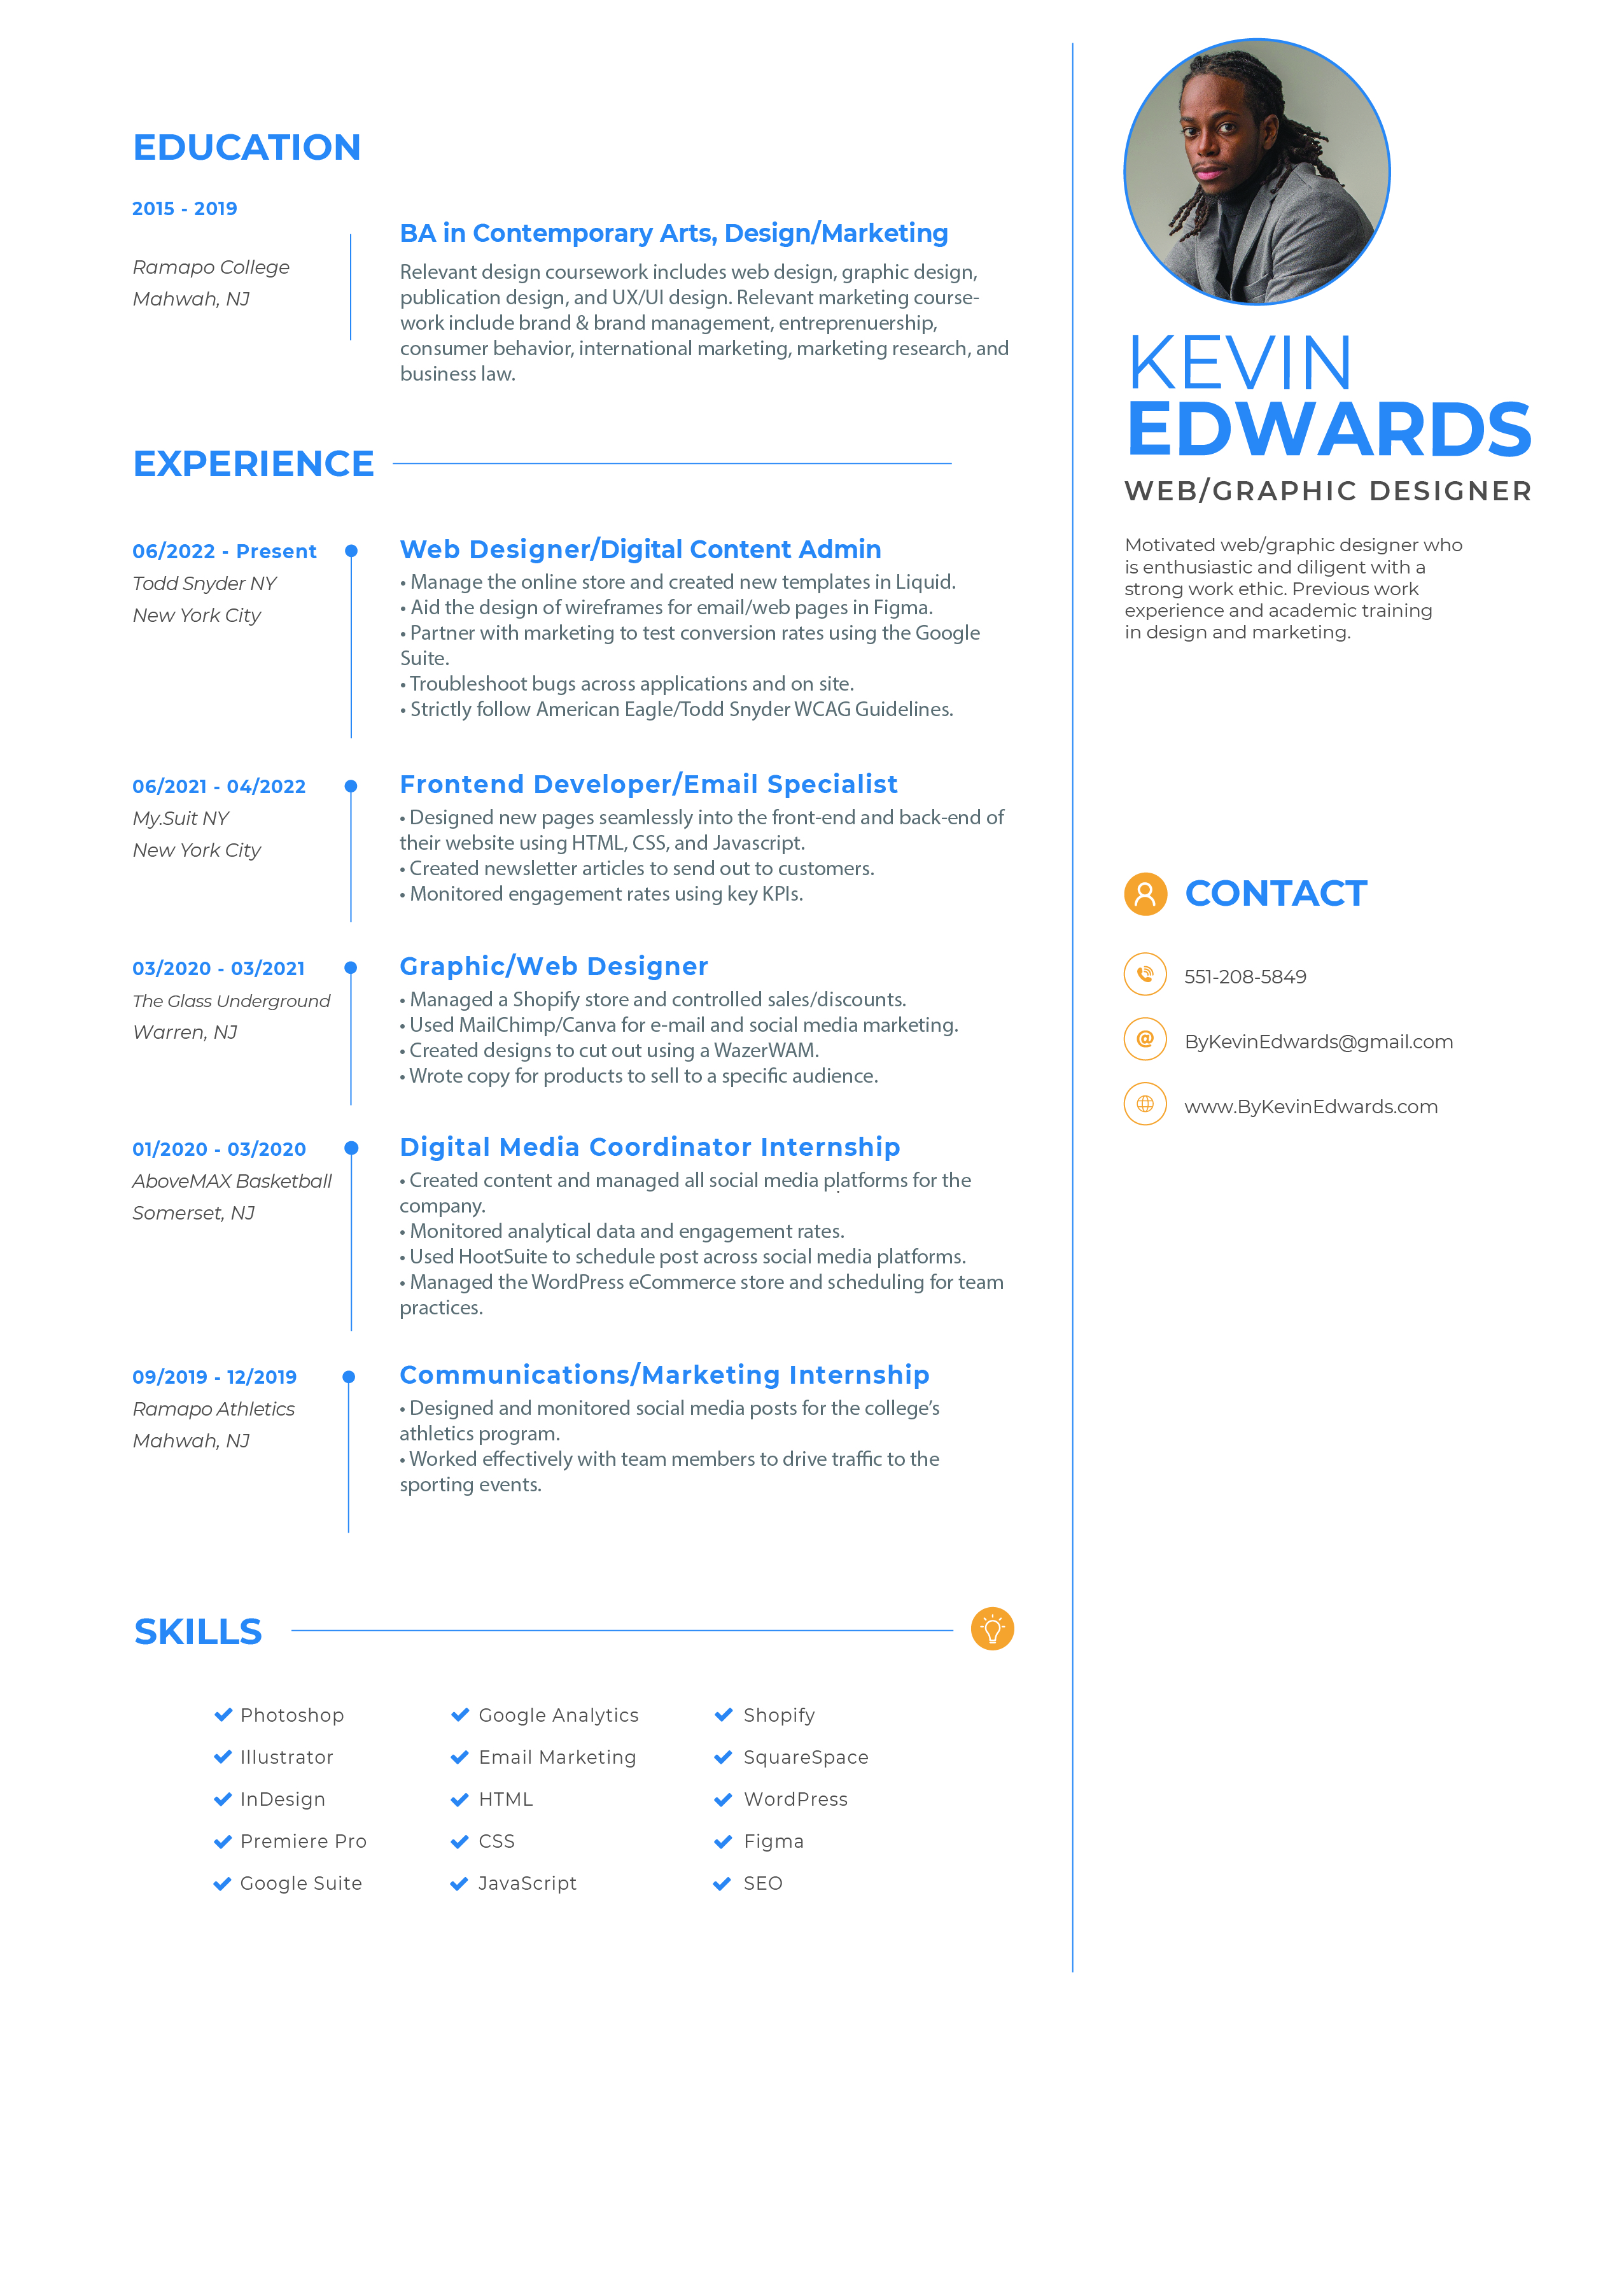 EDUCATION
2015 - 2019
Ramapo College
Mahwah, NJ
BA in Contemporary Arts, Design/Marketing
Relevant design coursework includes web design, graphic design,
publication design, and UX/UI design. Relevant marketing course-
work include brand & brand management, entreprenuership,
consumer behavior, international marketing, marketing research, and
business law.
EXPERIENCE
06/2022 - Present
Todd Snyder NY
New York City
Web Designer/Digital Content Admin
• Manage the online store and created new templates in Liquid.
• Aid the design of wireframes for email/web pages in Figma.
• Partner with marketing to test conversion rates using the Google
Suite.
• Troubleshoot bugs across applications and on site.
• Strictly follow American Eagle/Todd Snyder WCAG Guidelines.
06/2021 - 04/2022
My.Suit NY
New York City
Frontend Developer/Email Specialist
• Designed new pages seamlessly into the front-end and back-end of
their website using HTML, CSS, and Javascript.
• Created newsletter articles to send out to customers.
• Monitored engagement rates using key KPIs.
03/2020 - 03/2021
The Glass Underground
Warren, NJ
Graphic/Web Designer
• Managed a Shopify store and controlled sales/discounts.
• Used MailChimp/Canva for e-mail and social media marketing.
• Created designs to cut out using a WazerWAM.
• Wrote copy for products to sell to a specific audience.
01/2020 - 03/2020
AboveMAX Basketball
Somerset, NJ
Digital Media Coordinator Internship
• Created content and managed all social media platforms for the
company.
• Monitored analytical data and engagement rates.
• Used HootSuite to schedule post across social media platforms.
• Managed the WordPress eCommerce store and scheduling for team
practices.
09/2019 - 12/2019
Ramapo Athletics
Mahwah, NJ
Communications/Marketing Internship
• Designed and monitored social media posts for the college’s
athletics program.
• Worked effectively with team members to drive traffic to the
sporting events.
SKILLS
Photoshop
Illustrator
InDesign
Premiere Pro
Google Suite
Google Analytics
Email Marketing
HTML
CSS
JavaScript
Shopify
SquareSpace
WordPress
Figma
SEO
KEVIN
EDWARDS
WEB/GRAPHIC DESIGNER
Motivated web/graphic designer who
is enthusiastic and diligent with a
strong work ethic. Previous work
experience and academic training
in design and marketing.
CONTACT
551-208-5849
@ ByKevinEdwards@gmail.com
www.ByKevinEdwards.com